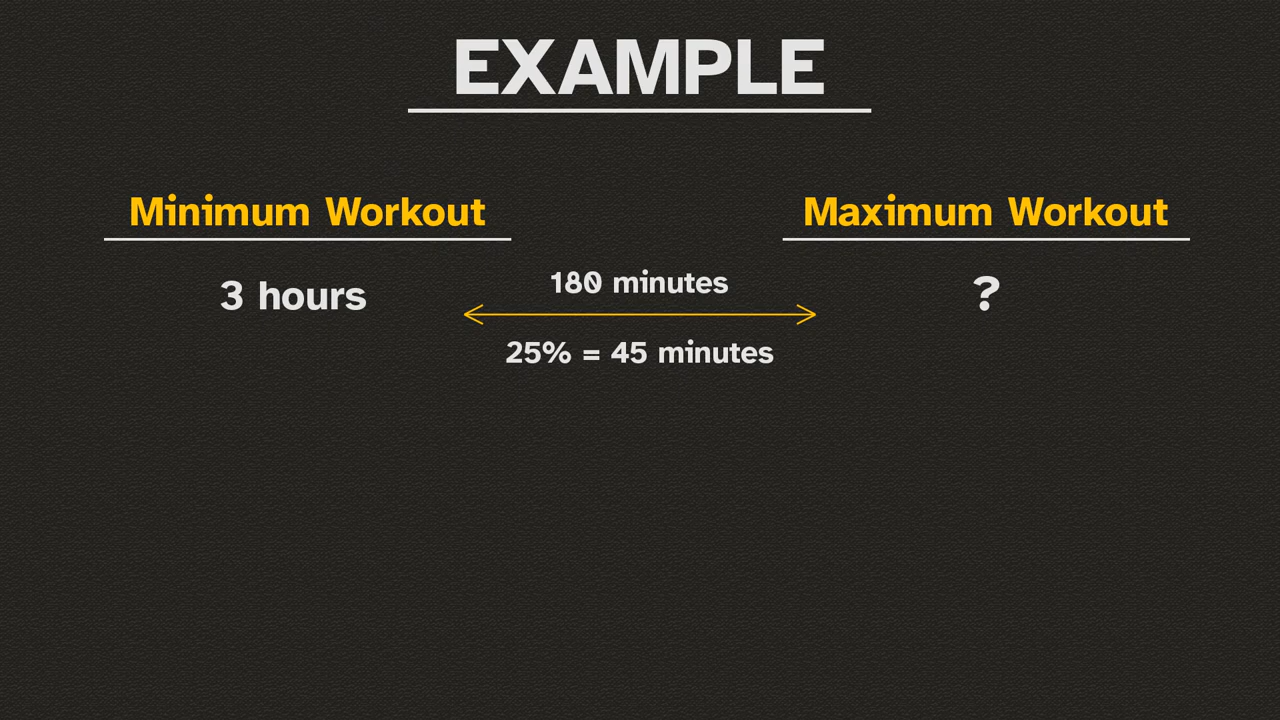 EXAMPLE
Minimum Workout
Maximum Workout
3 hours
180 minutes
?
25% = 45 minutes